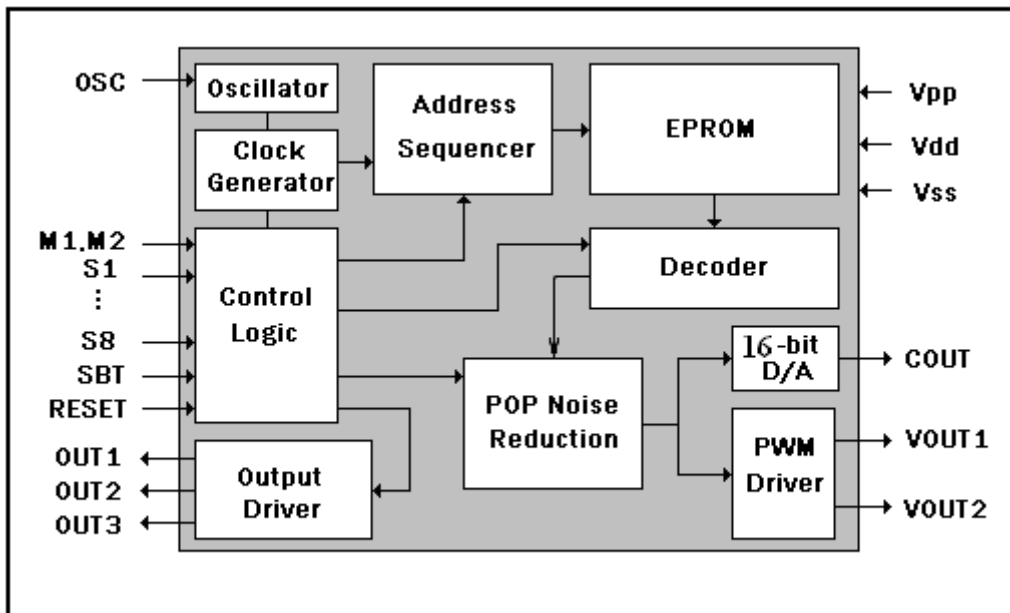 OSC
Oscillator
Clock
Generator
Address
Sequencer
EPROM
Vpp
Vdd
Vss
M1,M2
S1
⋮
S8
SBT
RESET
Control
Logic
Decoder
POP Noise
Reduction
16-bit
D/A
COUT
PWM
Driver
VOUT1
VOUT2
OUT1
OUT2
OUT3
Output
Driver